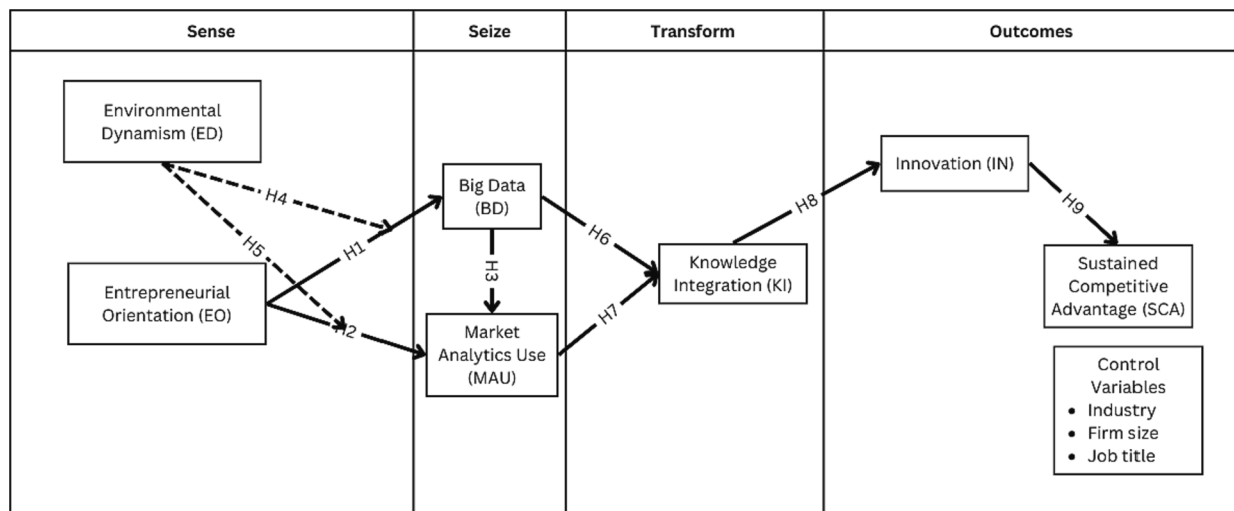 Sense
Seize
Transform
Outcomes
Environmental
Dynamism (ED)
H4
H5
H1
Entrepreneurial
Orientation (EO)
H2
Big Data
(BD)
H3
Market
Analytics Use
(MAU)
H6
H7
Knowledge
Integration (KI)
H8
Innovation (IN)
H9
Sustained
Competitive
Advantage (SCA)
Control
Variables
• Industry
• Firm size
• Job title